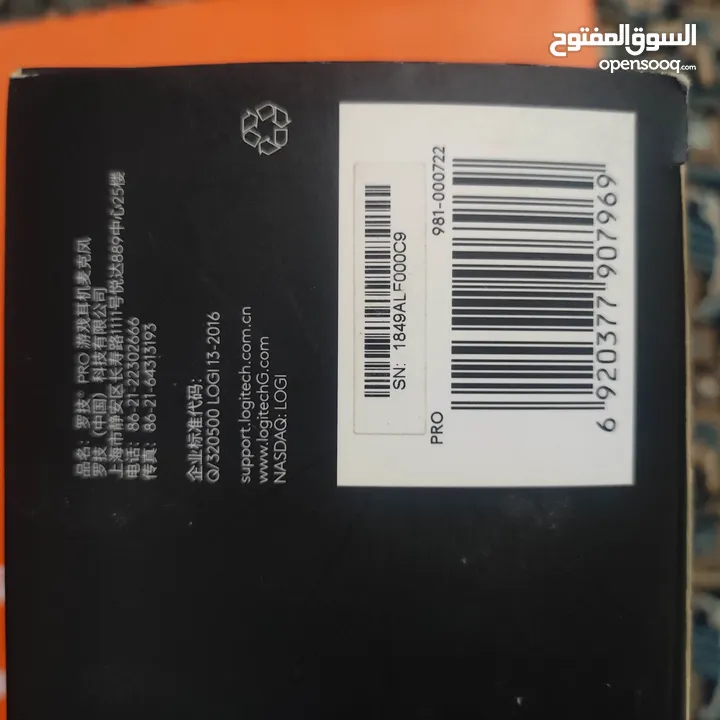 السوق المفتوح
opensooq.com
品名：罗技® PRO 游戏耳机麦克风
罗技（中国）科技有限公司
上海市静安区长寿路1111号悦达889中心25楼
电话：86-21-22302666
传真：86-21-64313193
企业标准代码：
Q/320500 LOGI 13-2016
support.logitech.com.cn
www.logitechG.com
NASDAQ: LOGI
SN: 1849ALF000C9
PRO
981-000722
6 920377 907969